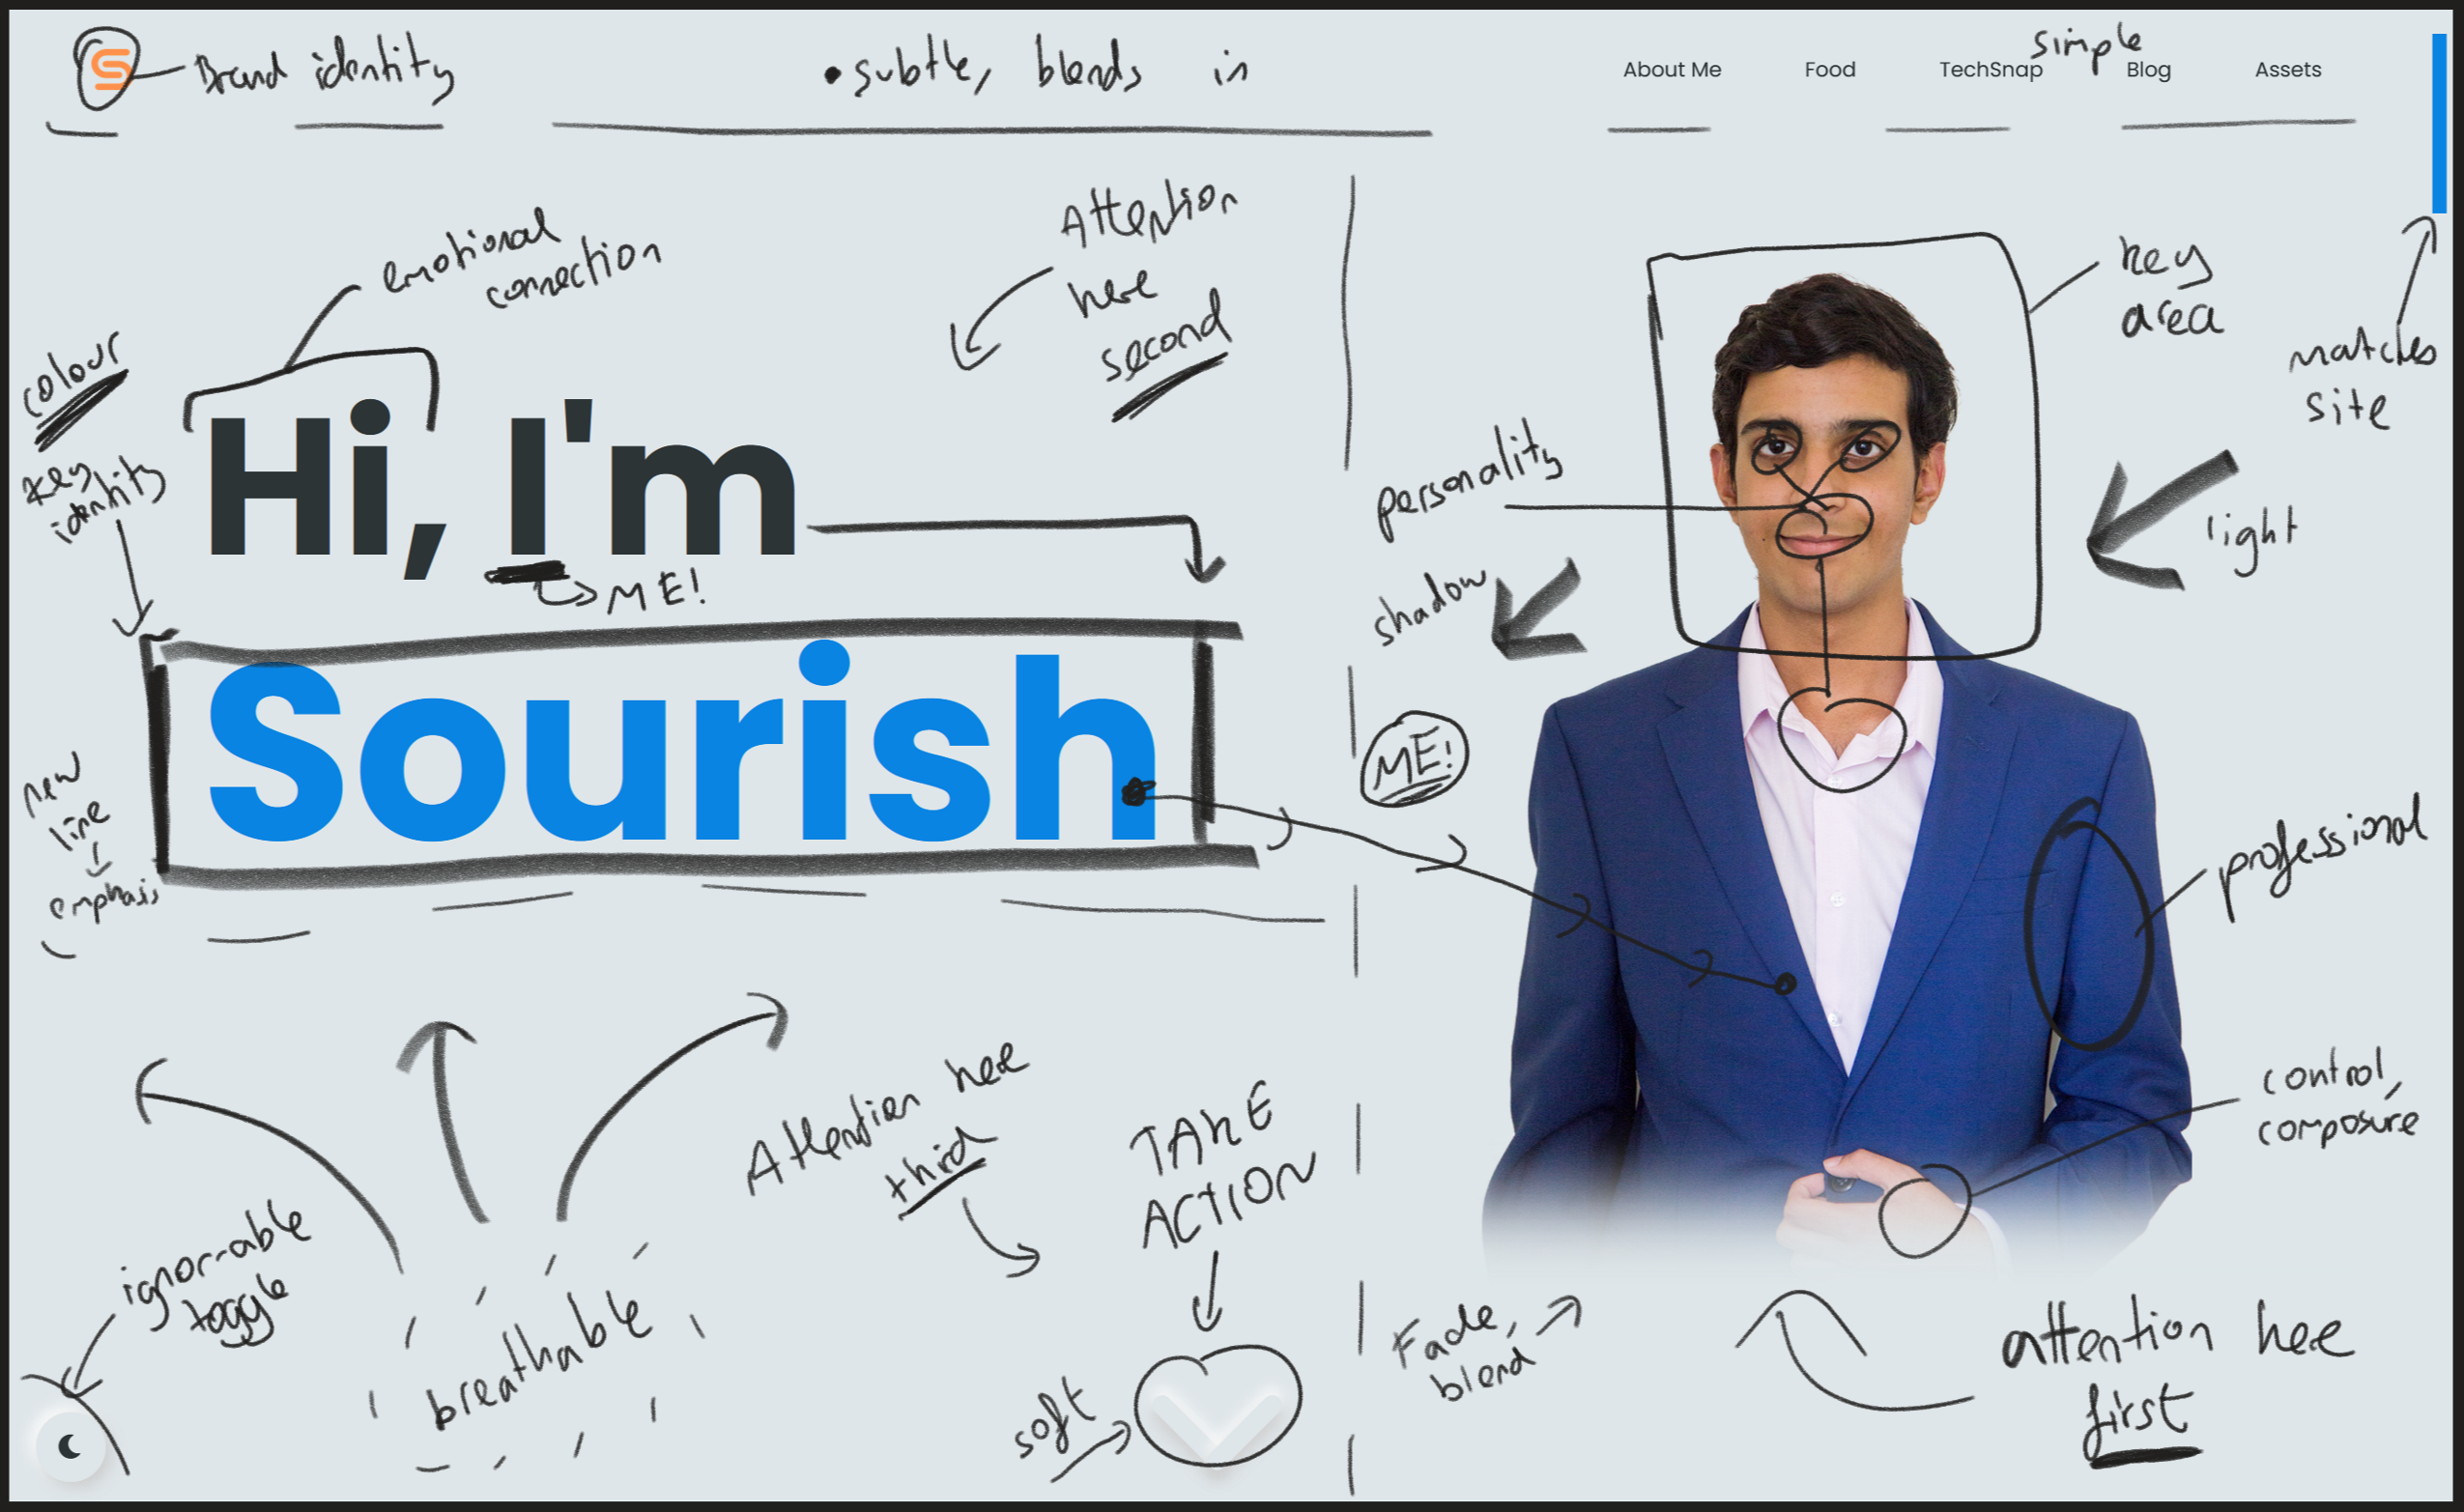 Brand identity
•subtle, blends in
simple
About Me Food TechSnap Blog Assets
emotional
connection
Attention
here
second
key
area
matches
site
colour
key
identity
Hi, I'm
ME!
personality
light
shadow
Sourish
ME!
new
line
emphasis
professional
control,
composure
Attention here
third
TAKE
ACTION
ignor-able
toggle
breathable
soft
Fade,
blend
attention here
first